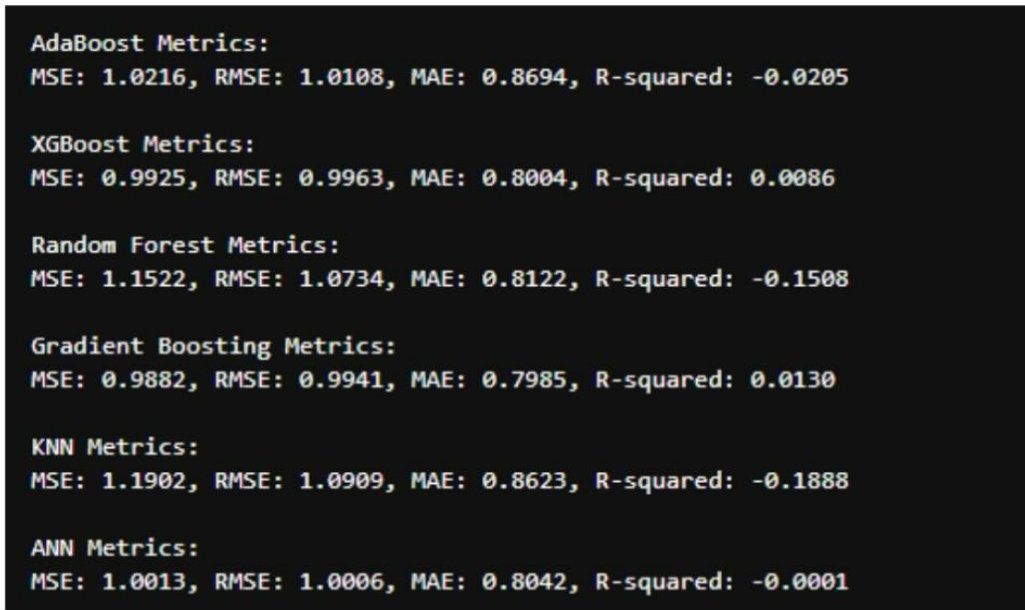 AdaBoost Metrics:
MSE: 1.0216, RMSE: 1.0108, MAE: 0.8694, R-squared: -0.0205
XGBoost Metrics:
MSE: 0.9925, RMSE: 0.9963, MAE: 0.8004, R-squared: 0.0086
Random Forest Metrics:
MSE: 1.1522, RMSE: 1.0734, MAE: 0.8122, R-squared: -0.1508
Gradient Boosting Metrics:
MSE: 0.9882, RMSE: 0.9941, MAE: 0.7985, R-squared: 0.0130
KNN Metrics:
MSE: 1.1902, RMSE: 1.0909, MAE: 0.8623, R-squared: -0.1888
ANN Metrics:
MSE: 1.0013, RMSE: 1.0006, MAE: 0.8042, R-squared: -0.0001